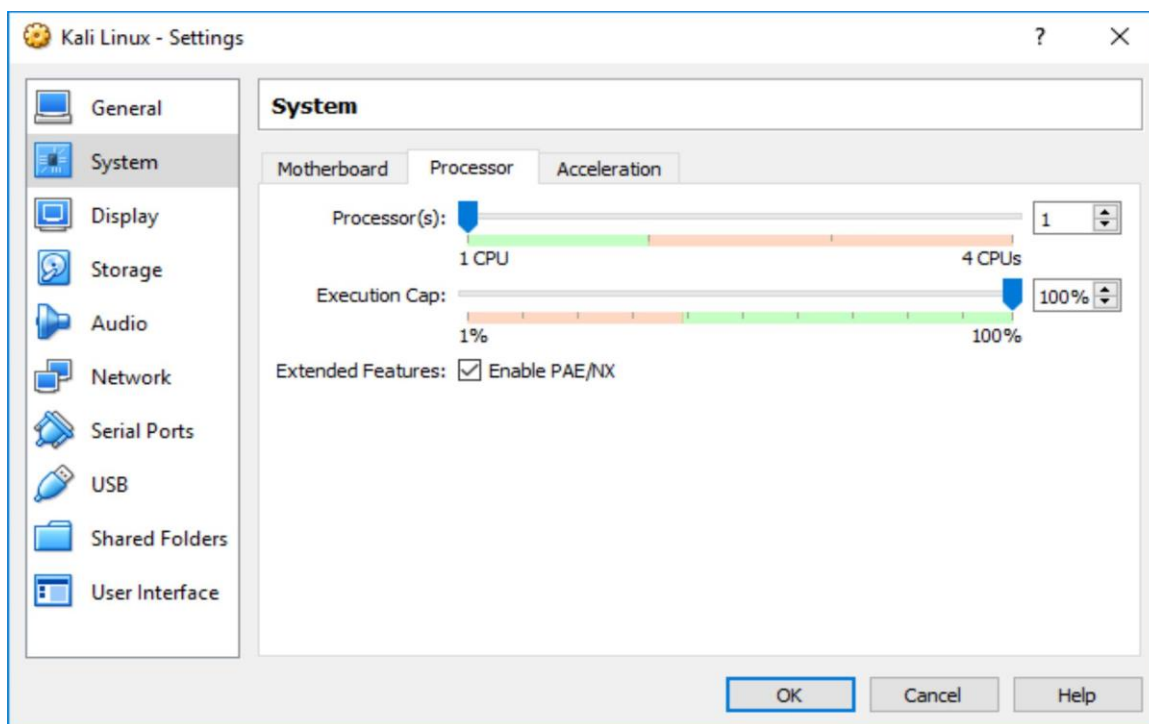 Kali Linux - Settings
?
General
System
Display
Storage
Audio
Network
Serial Ports
USB
Shared Folders
User Interface
System
Motherboard Processor Acceleration
Processor(s): 1
1 CPU 4 CPUs
Execution Cap: 100%
1% 100%
Extended Features: Enable PAE/NX
OK Cancel Help